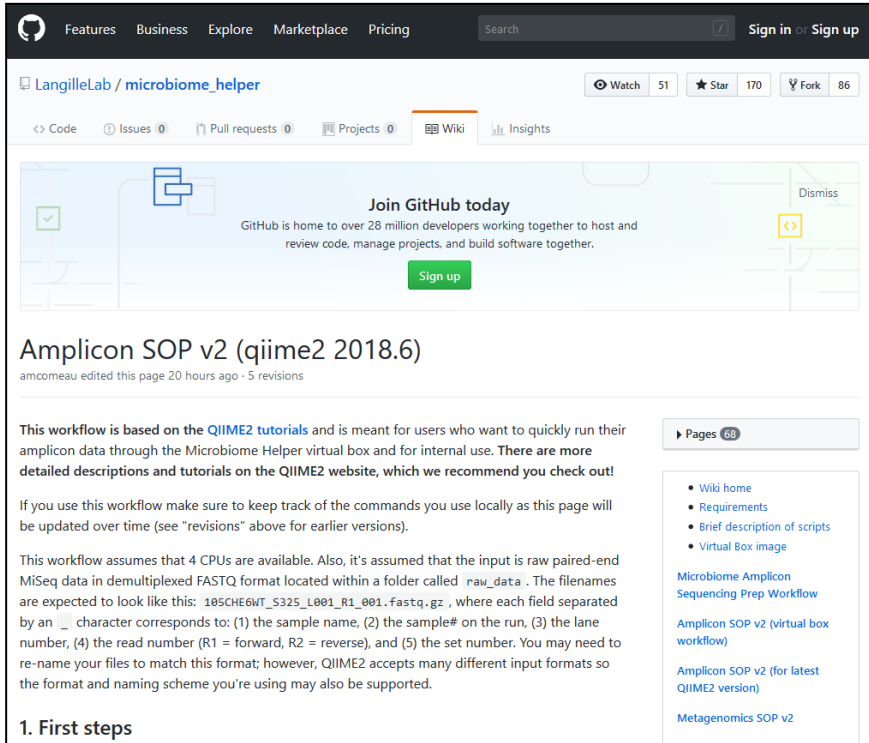 Features Business Explore Marketplace Pricing Search / Sign in or Sign up
LangilleLab / microbiome_helper Watch 51 Star 170 Fork 86
Code Issues 0 Pull requests 0 Projects 0 Wiki Insights
Join GitHub today
Dismiss
GitHub is home to over 28 million developers working together to host and
review code, manage projects, and build software together.
Sign up
Amplicon SOP v2 (qiime2 2018.6)
amcomeau edited this page 20 hours ago · 5 revisions
This workflow is based on the QIIME2 tutorials and is meant for users who want to quickly run their
amplicon data through the Microbiome Helper virtual box and for internal use. There are more
detailed descriptions and tutorials on the QIIME2 website, which we recommend you check out!
If you use this workflow make sure to keep track of the commands you use locally as this page will
be updated over time (see "revisions" above for earlier versions).
This workflow assumes that 4 CPUs are available. Also, it's assumed that the input is raw paired-end
MiSeq data in demultiplexed FASTQ format located within a folder called raw_data . The filenames
are expected to look like this: 105CHE6WT_S325_L001_R1_001.fastq.gz , where each field separated
by an _ character corresponds to: (1) the sample name, (2) the sample# on the run, (3) the lane
number, (4) the read number (R1 = forward, R2 = reverse), and (5) the set number. You may need to
re-name your files to match this format; however, QIIME2 accepts many different input formats so
the format and naming scheme you're using may also be supported.
1. First steps
Pages 68
Wiki home
Requirements
Brief description of scripts
Virtual Box image
Microbiome Amplicon
Sequencing Prep Workflow
Amplicon SOP v2 (virtual box
workflow)
Amplicon SOP v2 (for latest
QIIME2 version)
Metagenomics SOP v2